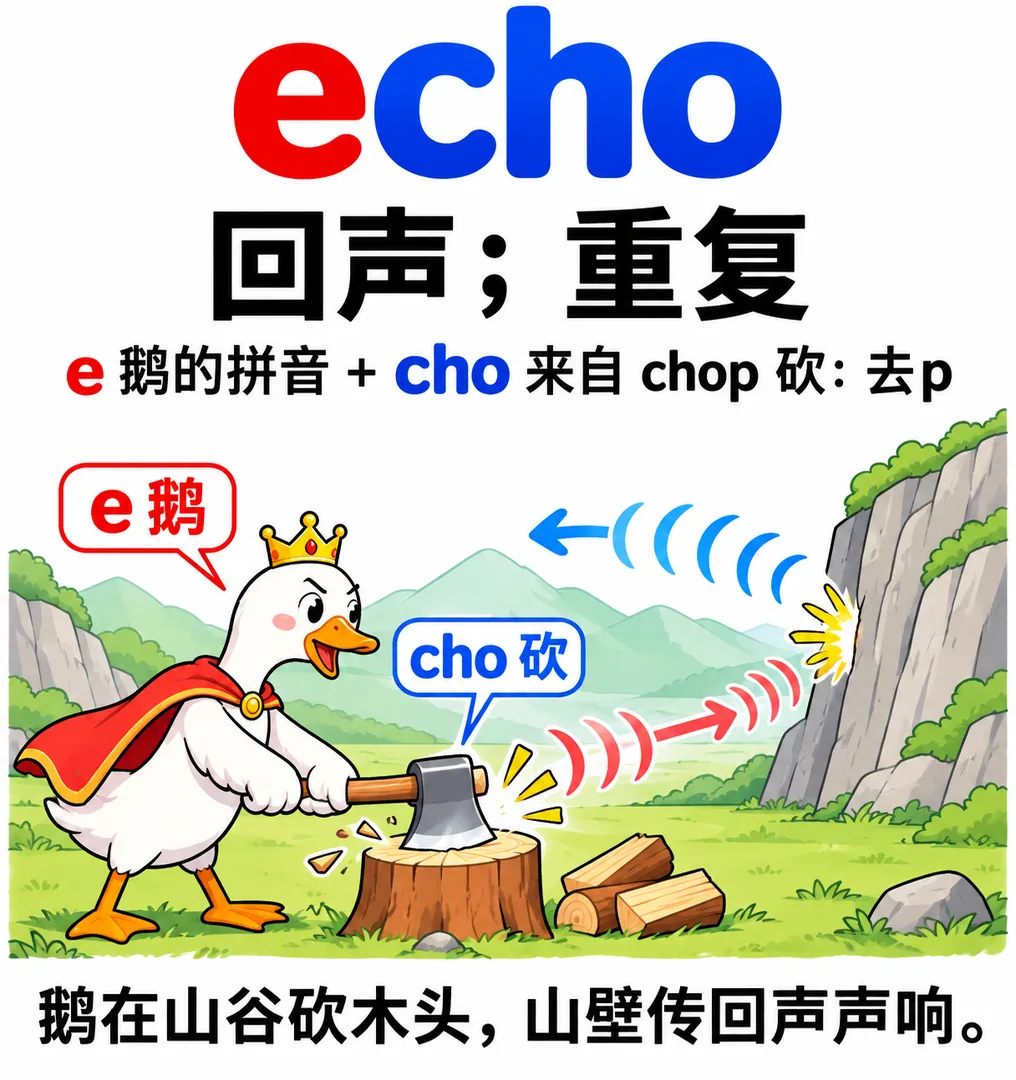 echo
回声；重复
e 鹅的拼音 + cho 来自 chop 砍：去p
e 鹅
cho 砍
鹅在山谷砍木头，山壁传回声声响。